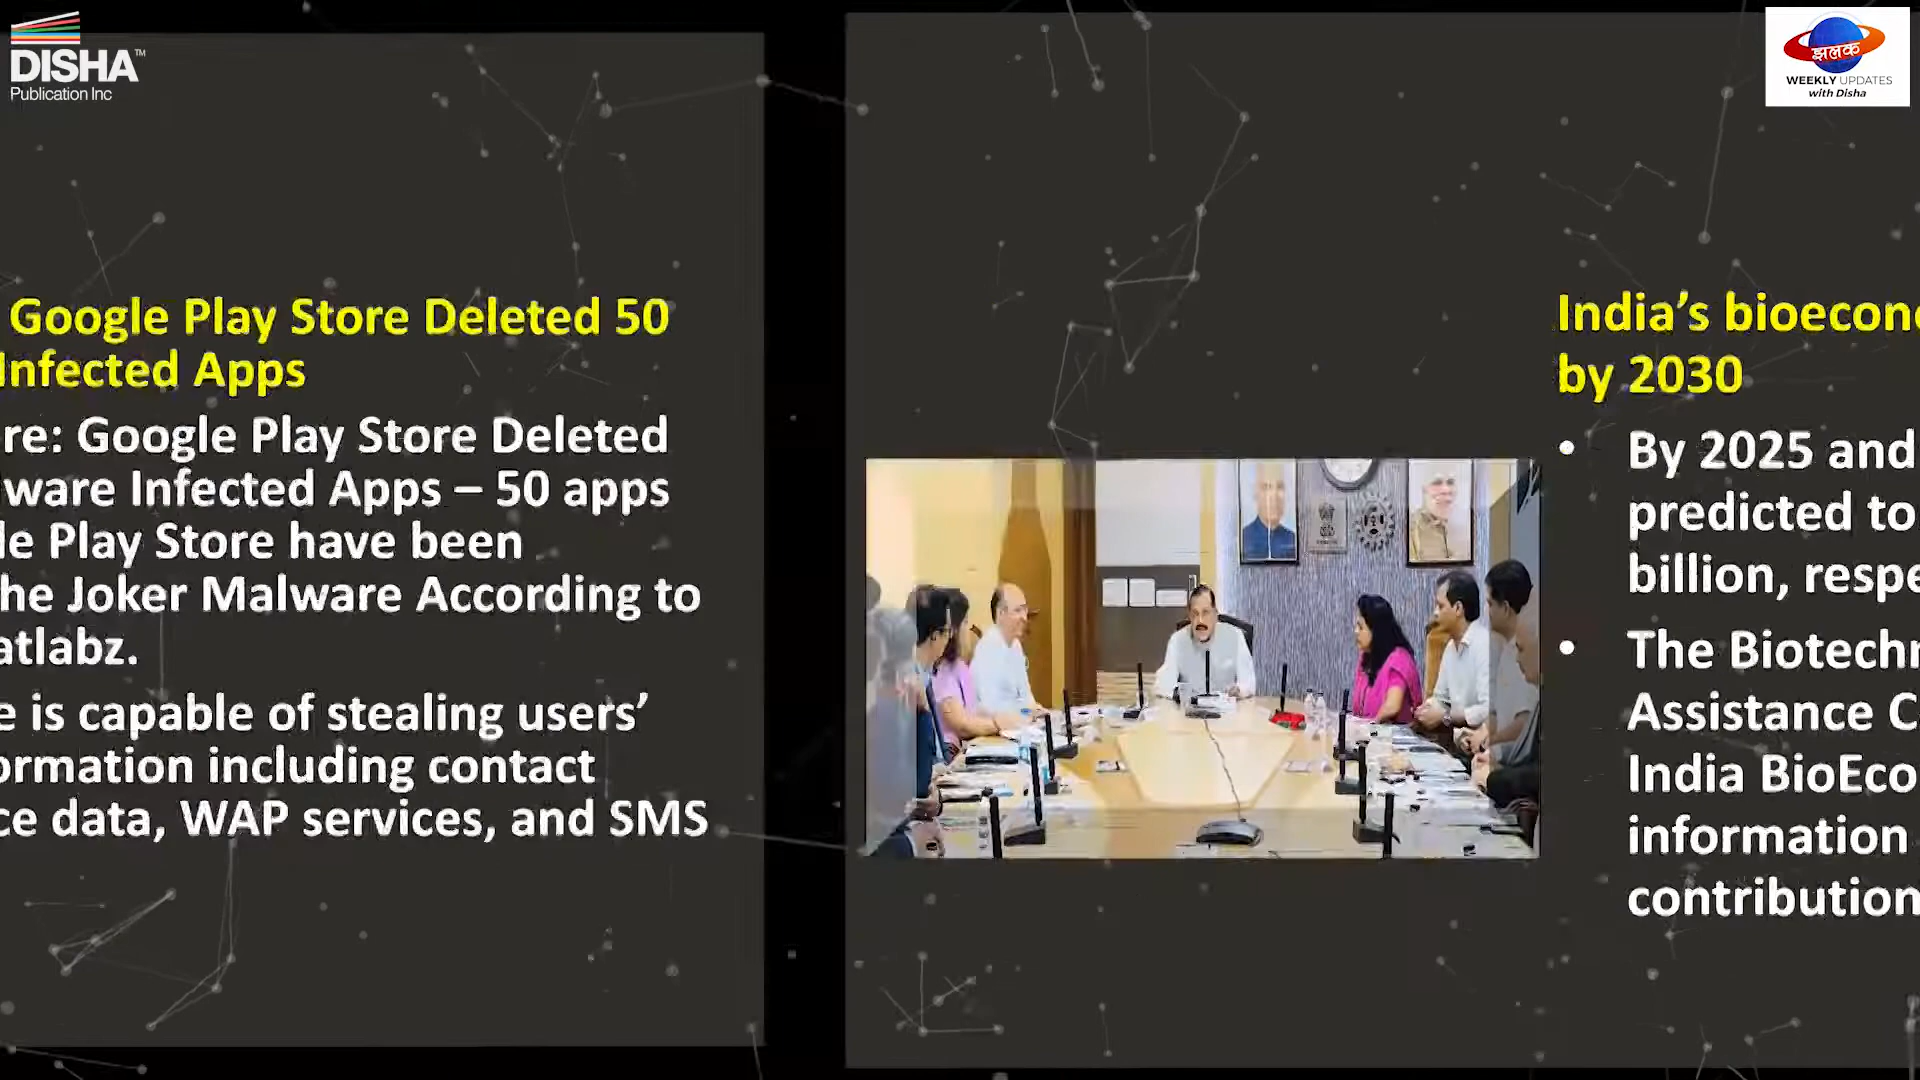 DISHA™
Publication Inc
Google Play Store Deleted 50
Infected Apps
re: Google Play Store Deleted
ware Infected Apps – 50 apps
le Play Store have been
he Joker Malware According to
atlabz.
e is capable of stealing users’
ormation including contact
ce data, WAP services, and SMS
झलक
WEEKLY UPDATES
with Disha
India’s bioecono
by 2030
• By 2025 and
predicted to
billion, respe
• The Biotechn
Assistance C
India BioEco
information
contribution